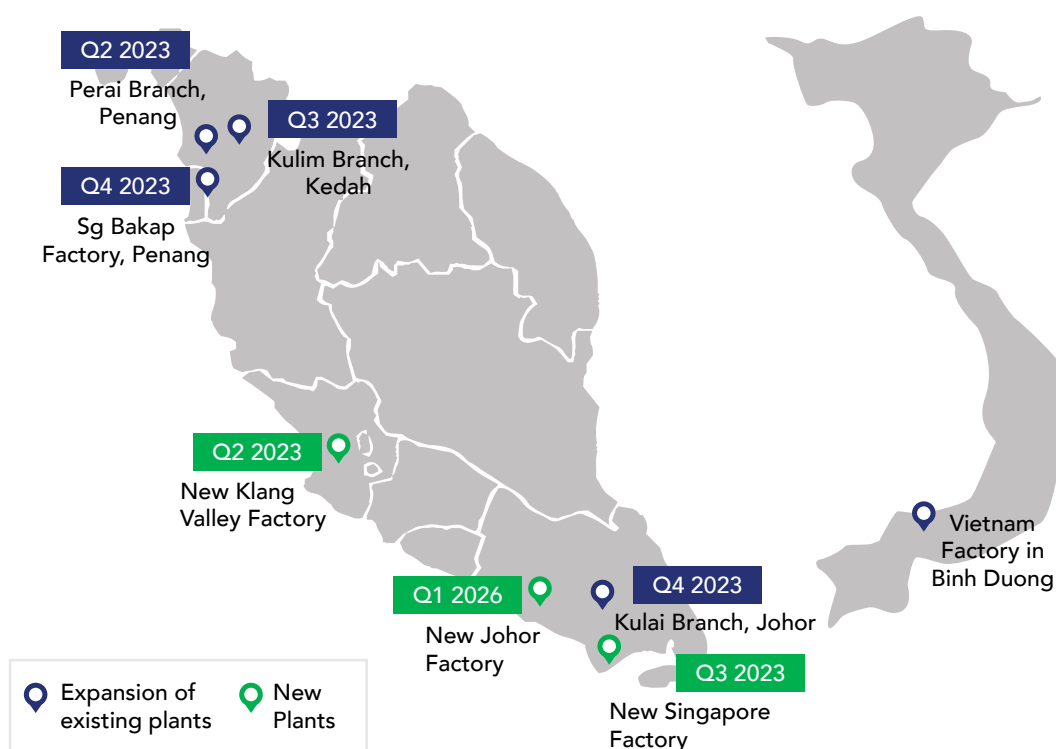 Q2 2023
Perai Branch,
Penang
Q3 2023
Kulim Branch,
Kedah
Q4 2023
Sg Bakap
Factory, Penang
Q2 2023
New Klang
Valley Factory
Vietnam
Factory in
Binh Duong
Q1 2026
New Johor
Factory
Q4 2023
Kulai Branch, Johor
Q3 2023
New Singapore
Factory
Expansion of
existing plants
New
Plants